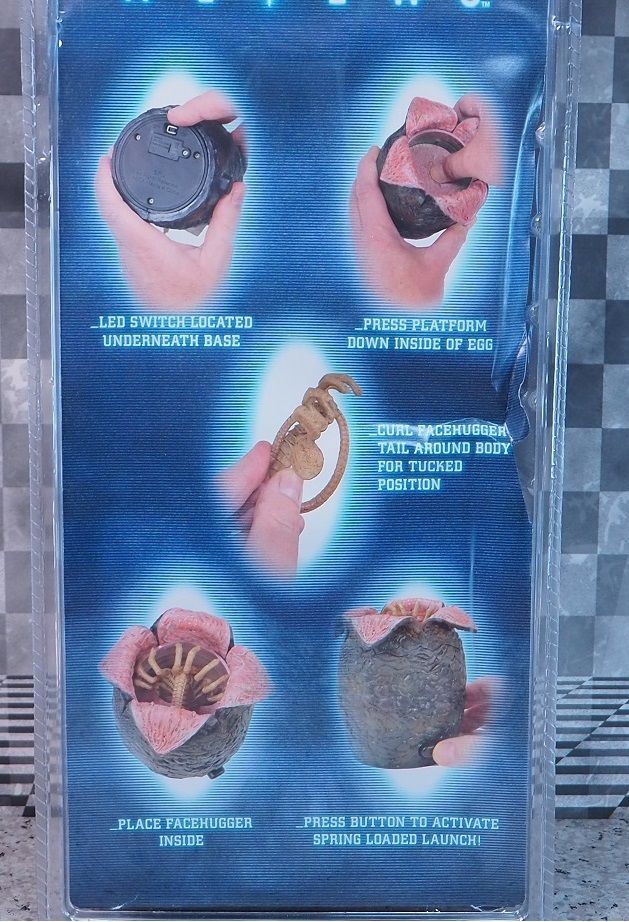 _LED SWITCH LOCATED
UNDERNEATH BASE
_PRESS PLATFORM
DOWN INSIDE OF EGG
_CURL FACEHUGGER
TAIL AROUND BODY
FOR TUCKED
POSITION
_PLACE FACEHUGGER
INSIDE
_PRESS BUTTON TO ACTIVATE
SPRING LOADED LAUNCH!